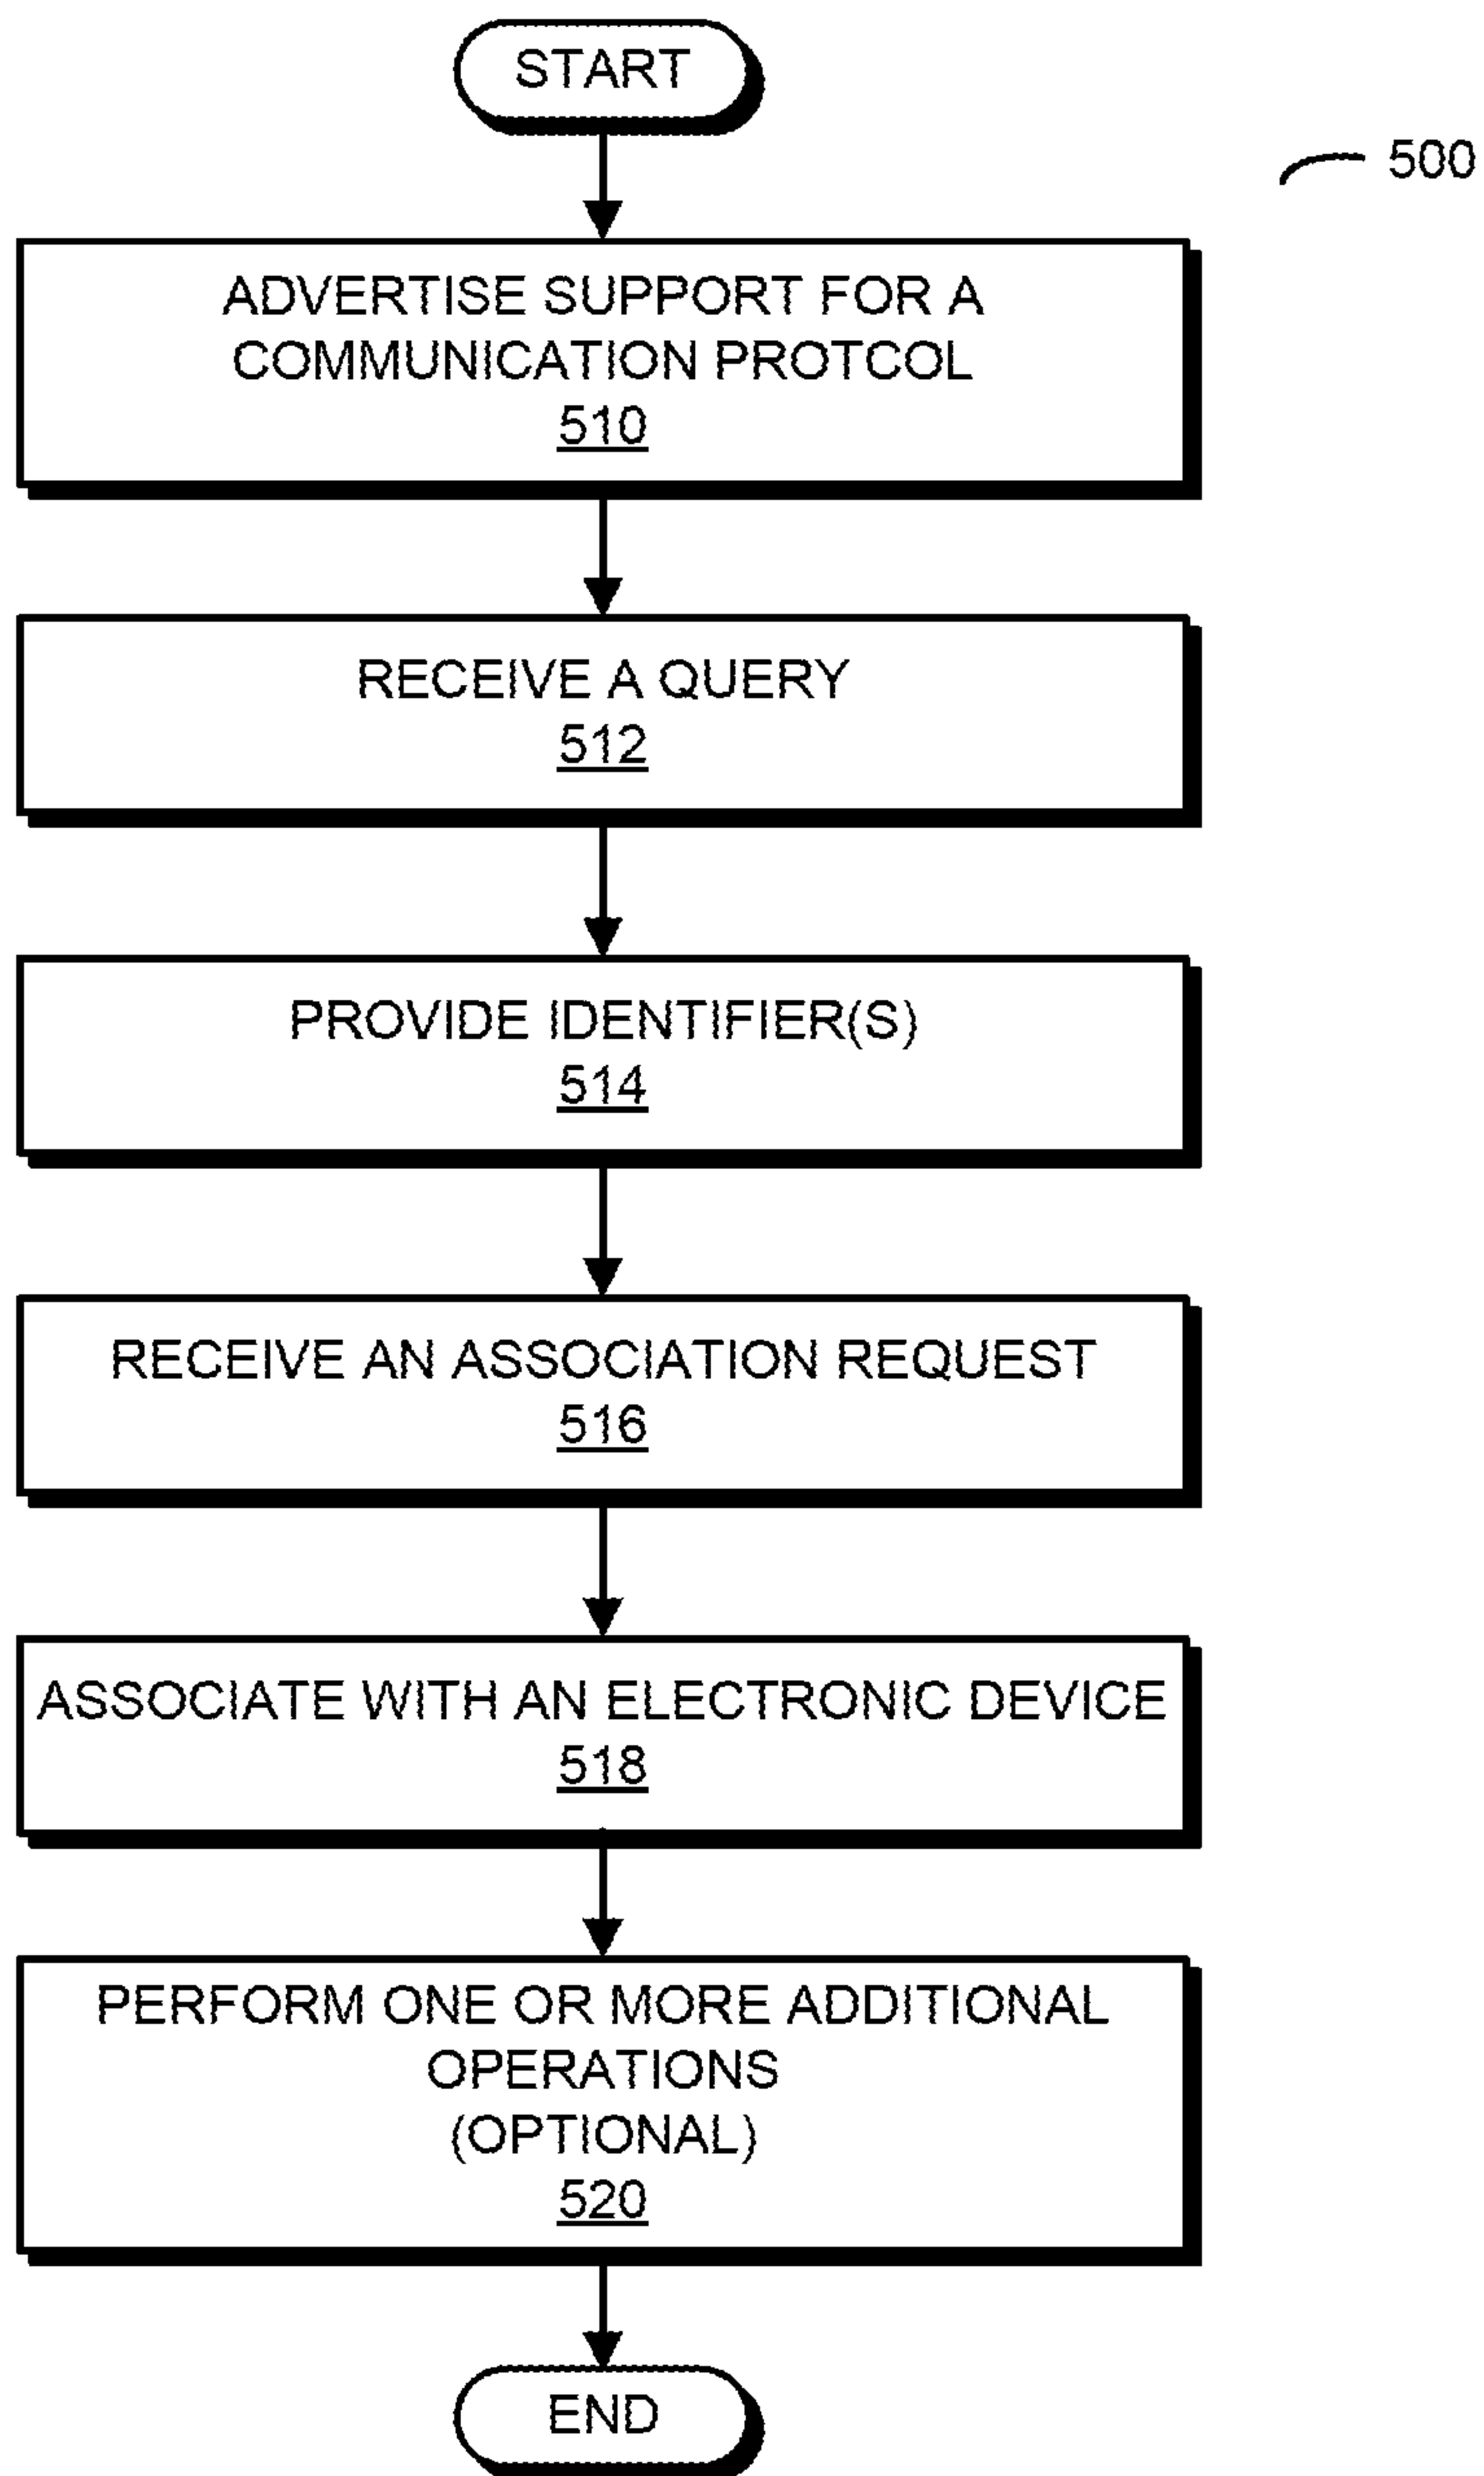 START
500
ADVERTISE SUPPORT FOR A
COMMUNICATION PROTCOL
510
RECEIVE A QUERY
512
PROVIDE IDENTIFIER(S)
514
RECEIVE AN ASSOCIATION REQUEST
516
ASSOCIATE WITH AN ELECTRONIC DEVICE
518
PERFORM ONE OR MORE ADDITIONAL
OPERATIONS
(OPTIONAL)
520
END